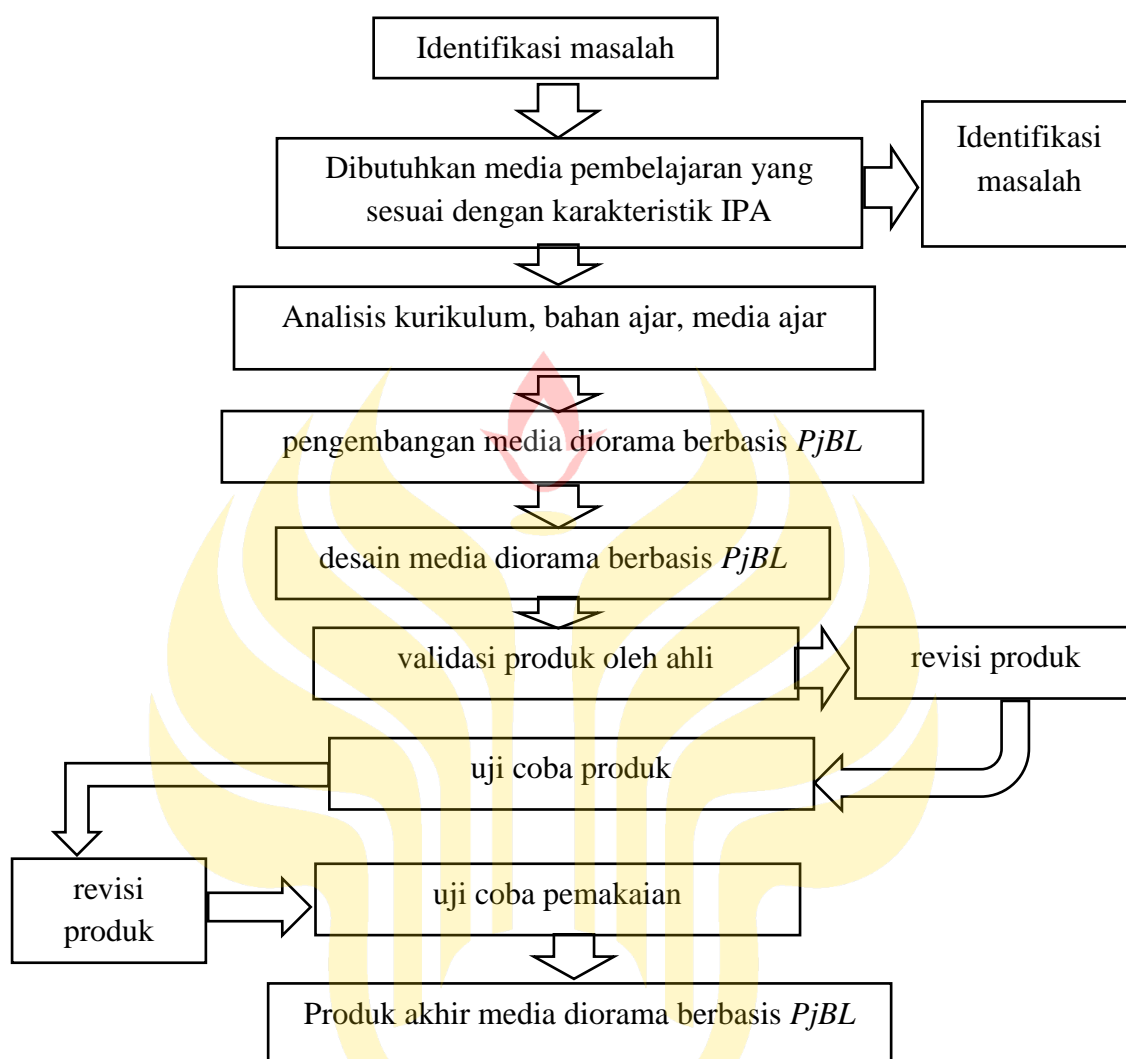 Identifikasi masalah
Dibutuhkan media pembelajaran yang
sesuai dengan karakteristik IPA
Identifikasi
masalah
Analisis kurikulum, bahan ajar, media ajar
pengembangan media diorama berbasis PjBL
desain media diorama berbasis PjBL
validasi produk oleh ahli
revisi produk
uji coba produk
revisi
produk
uji coba pemakaian
Produk akhir media diorama berbasis PjBL